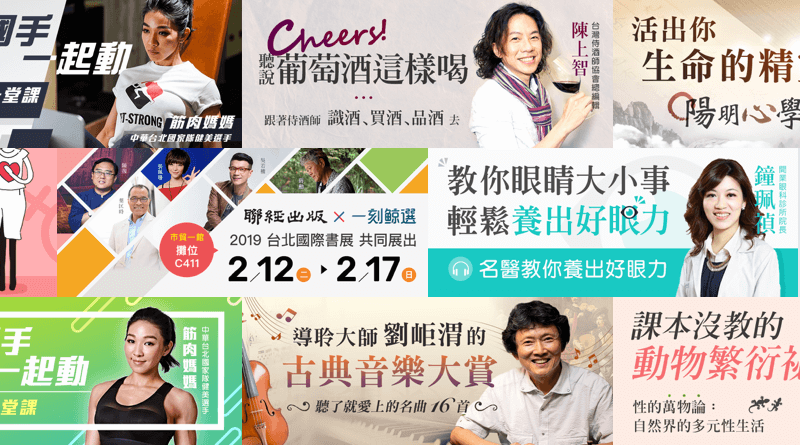 國手
一起動
堂課
T-STRONG
筋肉媽媽
中華台北國家隊健美選手
Cheers!
聽說葡萄酒這樣喝
跟著侍酒師 識酒、買酒、品酒 去
陳上智
台灣侍酒師協會總編輯
活出你
生命的精
陽明心學
聯經出版 × 一刻鯨選
市貿一館
攤位
C411
2019 台北國際書展 共同展出
2/12 二 ▸ 2/17 日
教你眼睛大小事
輕鬆養出好眼力
名醫教你養出好眼力
鐘珮禎
手
一起動
堂課
筋肉媽媽
中華台北國家隊健美選手
導聆大師 劉岠渭的
古典音樂大賞
聽了就愛上的名曲 16 首
課本沒教的
動物繁衍
性的萬物論：
自然界的多元性生活